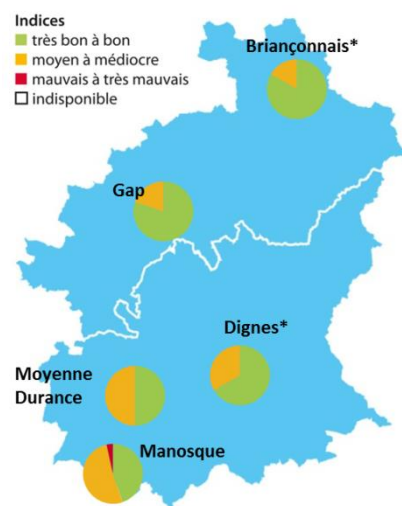 Indices
très bon à bon
moyen à médiocre
mauvais à très mauvais
indisponible
Briançonnais*
Gap
Dignes*
Moyenne
Durance
Manosque